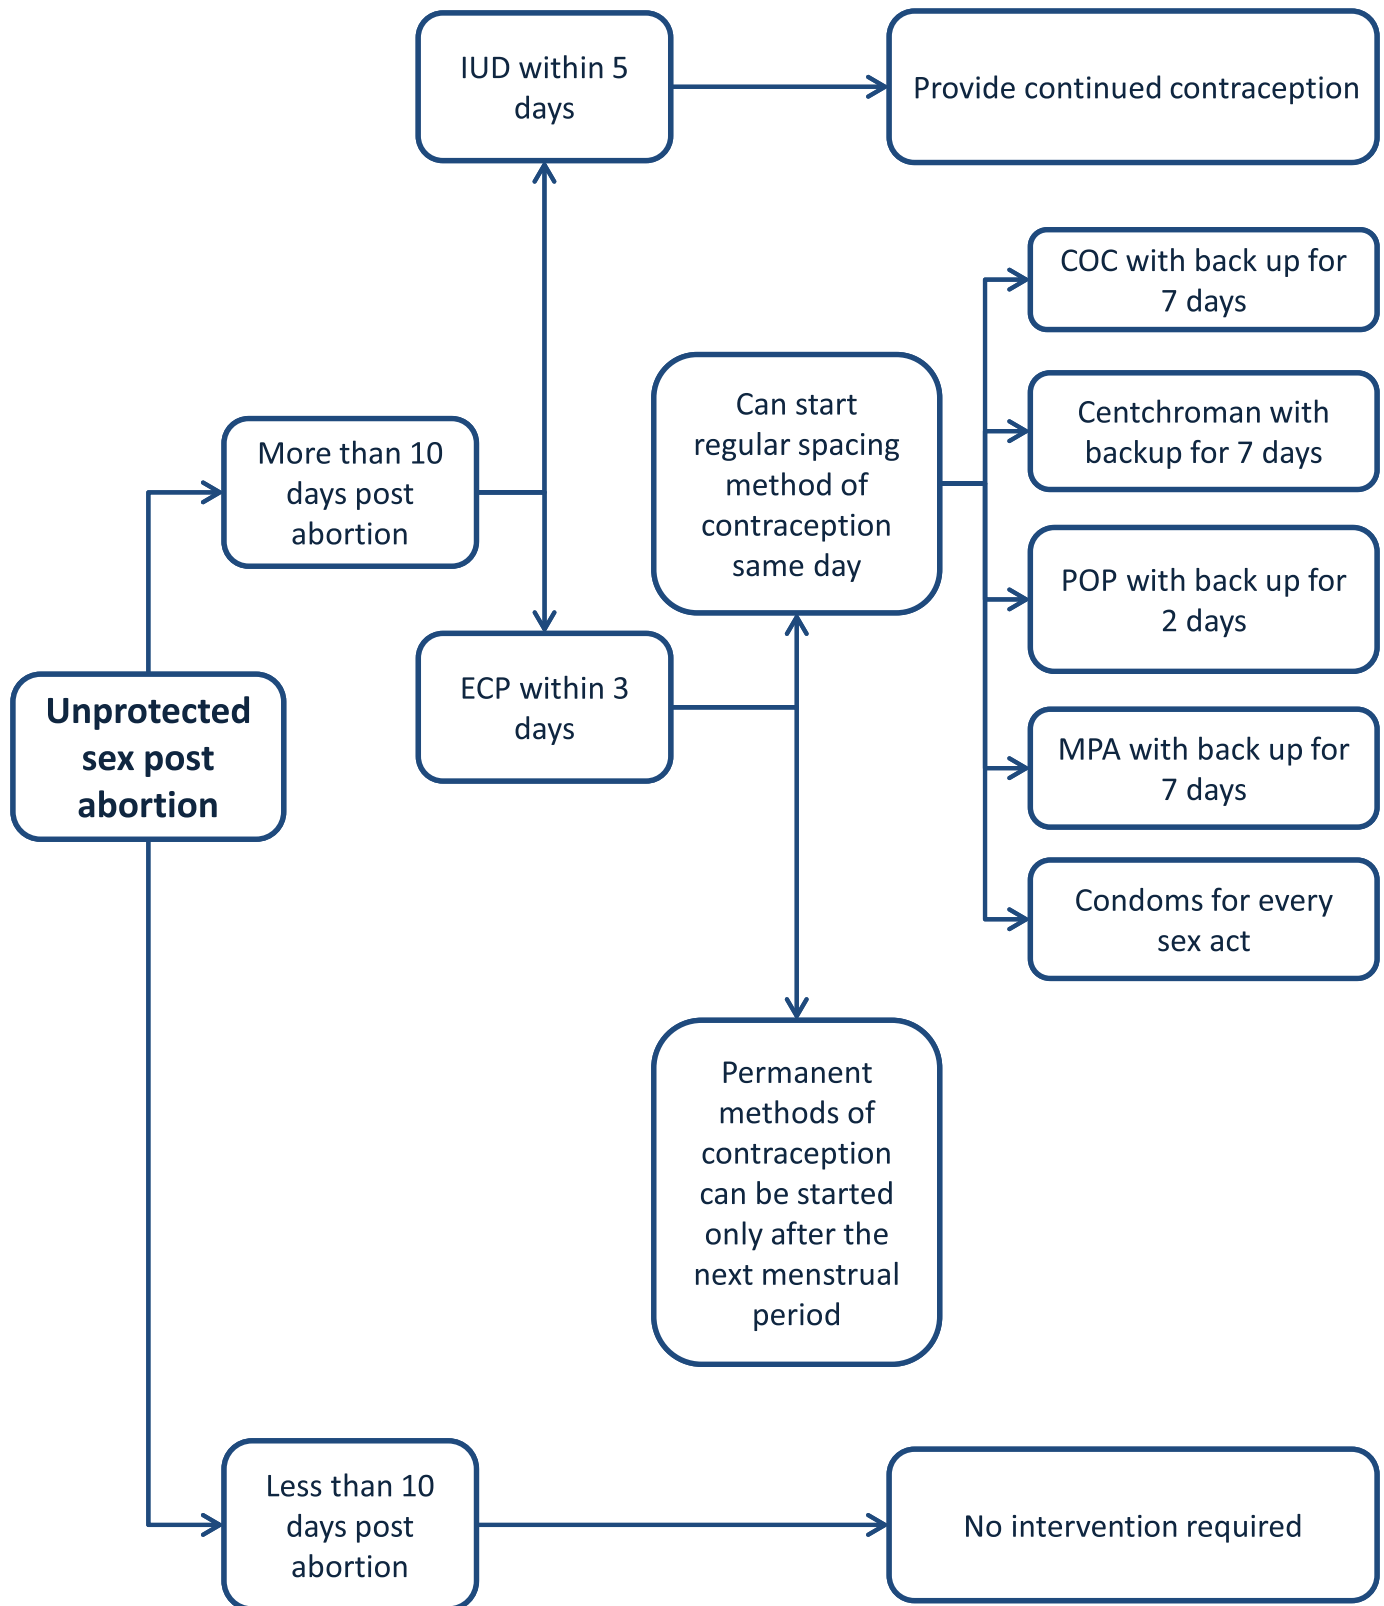 IUD within 5
days
Provide continued contraception
COC with back up for
7 days
Can start
regular spacing
method of
contraception
same day
Centchroman with
backup for 7 days
More than 10
days post
abortion
POP with back up for
2 days
ECP within 3
days
Unprotected
sex post
abortion
MPA with back up for
7 days
Condoms for every
sex act
Permanent
methods of
contraception
can be started
only after the
next menstrual
period
Less than 10
days post
abortion
No intervention required